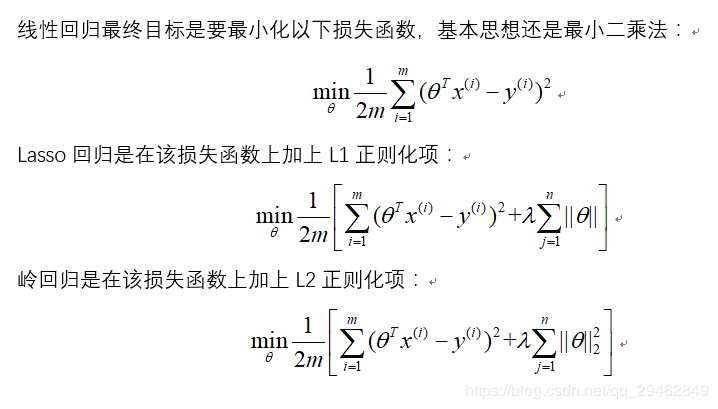 线性回归最终目标是要最小化以下损失函数，基本思想还是最小二乘法：↵
$\min_{\theta} \frac{1}{2m} \sum_{i=1}^{m} (\theta^T x^{(i)} - y^{(i)})^2$ ↵
Lasso 回归是在该损失函数上加上 L1 正则化项：↵
$\min_{\theta} \frac{1}{2m} \left[ \sum_{i=1}^{m} (\theta^T x^{(i)} - y^{(i)})^2 + \lambda \sum_{j=1}^{n} ||\theta|| \right]$ ↵
岭回归是在该损失函数上加上 L2 正则化项：↵
$\min_{\theta} \frac{1}{2m} \left[ \sum_{i=1}^{m} (\theta^T x^{(i)} - y^{(i)})^2 + \lambda \sum_{j=1}^{n} ||\theta||_2^2 \right]$ ↵
https://blog.csdn.net/qq_29462849